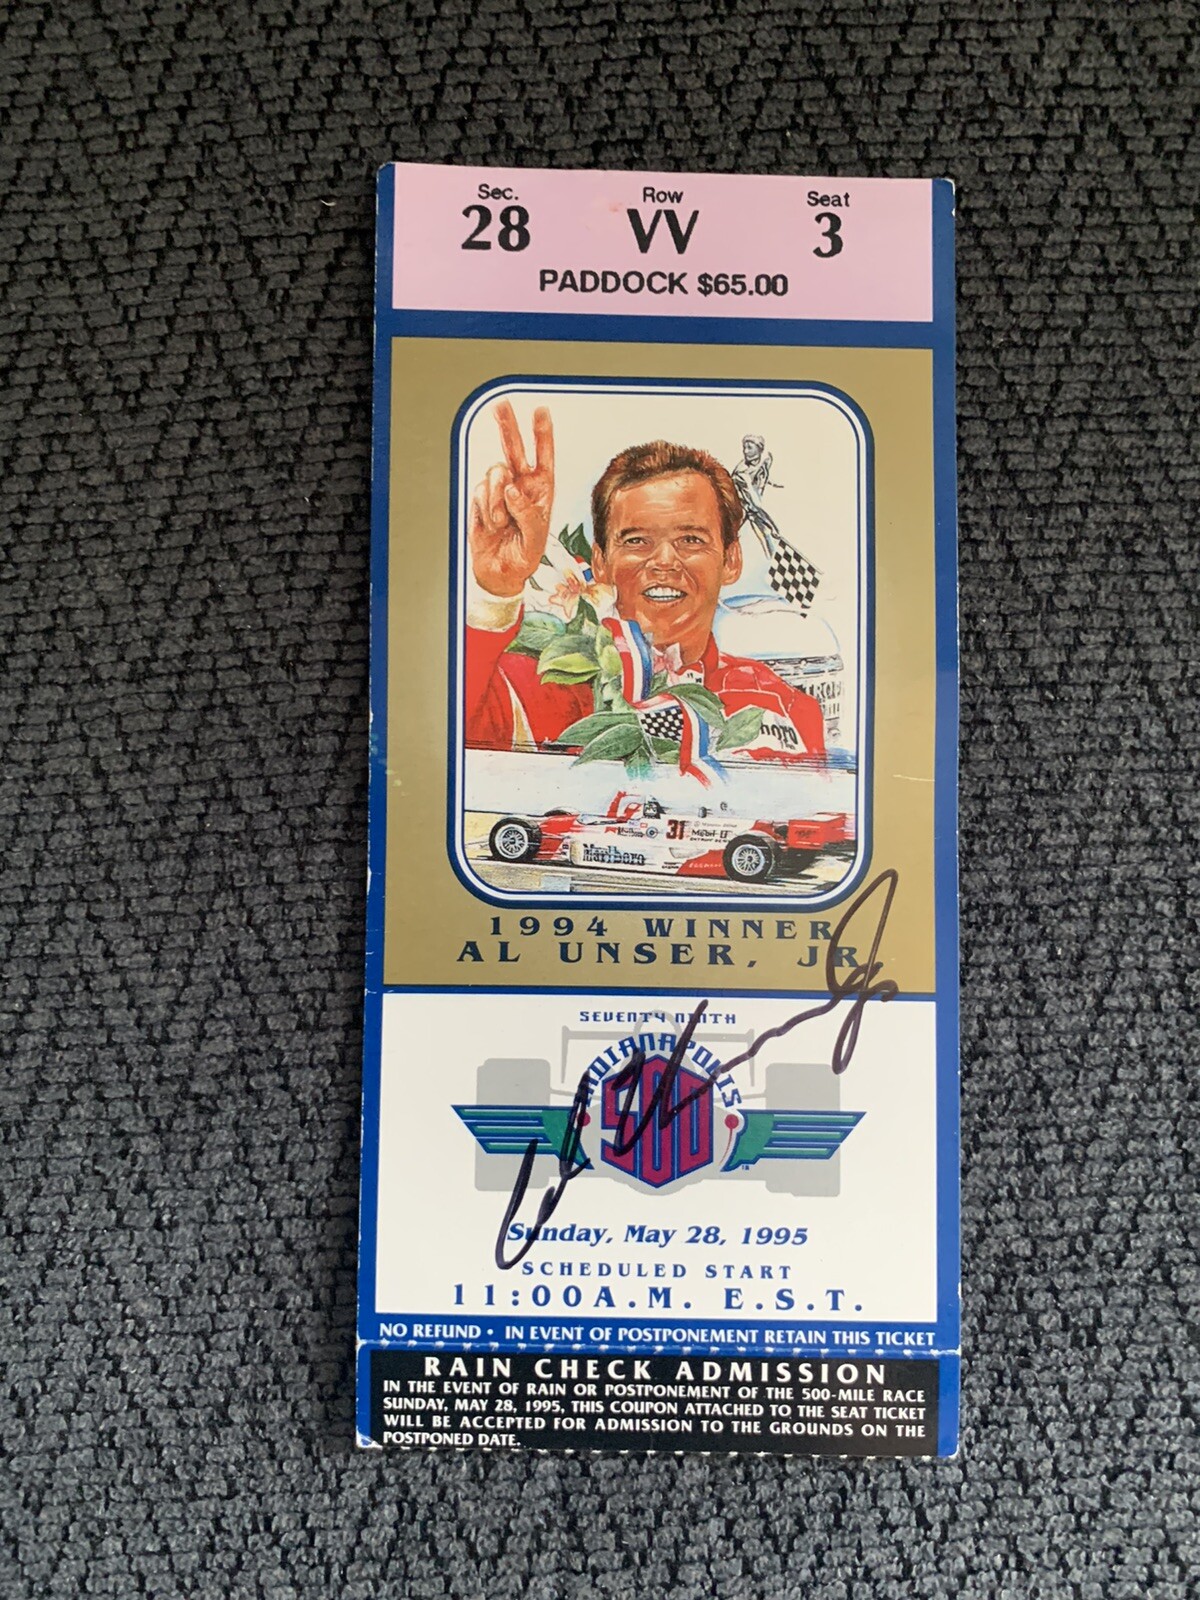 Sec. Row Seat
28 VV 3
PADDOCK $65.00
31
Mobil 1
Marlboro
1994 WINNER
AL UNSER, JR.
SEVENTY NINTH
INDIANAPOLIS
500
Sunday, May 28, 1995
SCHEDULED START
11:00A.M. E.S.T.
NO REFUND • IN EVENT OF POSTPONEMENT RETAIN THIS TICKET
RAIN CHECK ADMISSION
IN THE EVENT OF RAIN OR POSTPONEMENT OF THE 500-MILE RACE
SUNDAY, MAY 28, 1995, THIS COUPON ATTACHED TO THE SEAT TICKET
WILL BE ACCEPTED FOR ADMISSION TO THE GROUNDS ON THE
POSTPONED DATE.